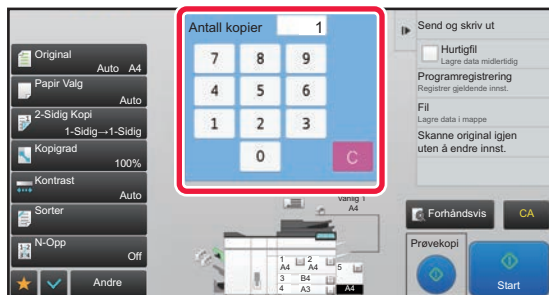 Original
Auto A4
Papir Valg
Auto
2-Sidig Kopi
1-Sidig→1-Sidig
Kopigrad
100%
Kontrast
Auto
Sorter
N-Opp
Off
Andre
Antall kopier 1
7 8 9
4 5 6
1 2 3
0 C
Vanlig 1
A4
1 A4 2 A4 5
3 B4
4 A3 A4
Send og skriv ut
Hurtigfil
Lagre data midlertidig
Programregistrering
Registrer gjeldende innst.
Fil
Lagre data i mappe
Skanne original igjen
uten å endre innst.
Forhåndsvis CA
Prøvekopi
Start